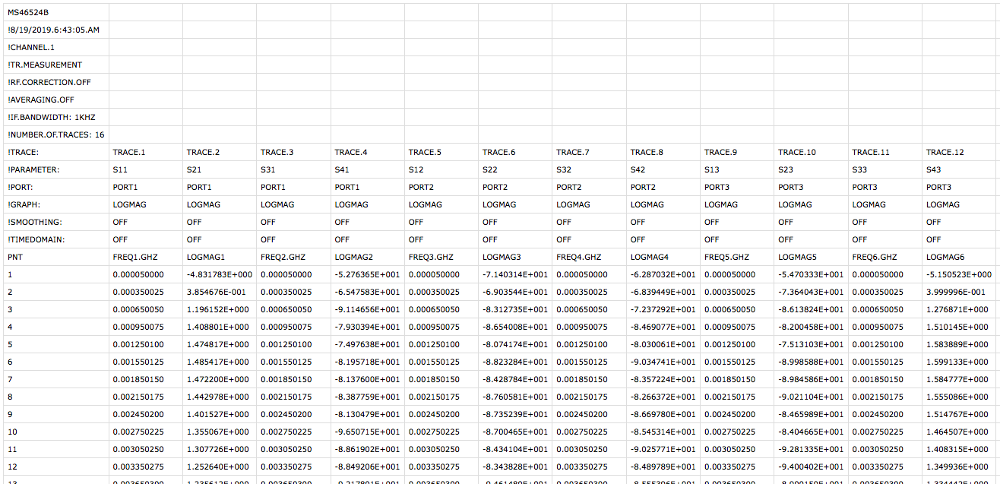 MS46524B
!8/19/2019.6:43:05.AM
!CHANNEL.1
!TR.MEASUREMENT
!RF.CORRECTION.OFF
!AVERAGING.OFF
!IF.BANDWIDTH: 1KHZ
!NUMBER.OF.TRACES: 16
!TRACE: TRACE.1 TRACE.2 TRACE.3 TRACE.4 TRACE.5 TRACE.6 TRACE.7 TRACE.8 TRACE.9 TRACE.10 TRACE.11 TRACE.12
!PARAMETER: S11 S21 S31 S41 S12 S22 S32 S42 S13 S23 S33 S43
!PORT: PORT1 PORT1 PORT1 PORT1 PORT2 PORT2 PORT2 PORT2 PORT3 PORT3 PORT3 PORT3
!GRAPH: LOGMAG LOGMAG LOGMAG LOGMAG LOGMAG LOGMAG LOGMAG LOGMAG LOGMAG LOGMAG LOGMAG LOGMAG
!SMOOTHING: OFF OFF OFF OFF OFF OFF OFF OFF OFF OFF OFF OFF
!TIMEDOMAIN: OFF OFF OFF OFF OFF OFF OFF OFF OFF OFF OFF OFF
PNT FREQ1.GHZ LOGMAG1 FREQ2.GHZ LOGMAG2 FREQ3.GHZ LOGMAG3 FREQ4.GHZ LOGMAG4 FREQ5.GHZ LOGMAG5 FREQ6.GHZ LOGMAG6
1 0.000050000 -4.831783E+000 0.000050000 -5.276365E+001 0.000050000 -7.140314E+001 0.000050000 -6.287032E+001 0.000050000 -5.470333E+001 0.000050000 -5.150523E+000
2 0.000350025 3.854676E-001 0.000350025 -6.547583E+001 0.000350025 -6.903544E+001 0.000350025 -6.839449E+001 0.000350025 -7.364043E+001 0.000350025 3.999996E-001
3 0.000650050 1.196152E+000 0.000650050 -9.114656E+001 0.000650050 -8.312735E+001 0.000650050 -7.237292E+001 0.000650050 -8.613824E+001 0.000650050 1.276871E+000
4 0.000950075 1.408801E+000 0.000950075 -7.930394E+001 0.000950075 -8.654008E+001 0.000950075 -8.469077E+001 0.000950075 -8.200458E+001 0.000950075 1.510145E+000
5 0.001250100 1.474817E+000 0.001250100 -7.497638E+001 0.001250100 -8.074174E+001 0.001250100 -8.030061E+001 0.001250100 -7.513103E+001 0.001250100 1.583889E+000
6 0.001550125 1.485417E+000 0.001550125 -8.195718E+001 0.001550125 -8.823284E+001 0.001550125 -9.034741E+001 0.001550125 -8.998588E+001 0.001550125 1.599133E+000
7 0.001850150 1.472200E+000 0.001850150 -8.137600E+001 0.001850150 -8.428784E+001 0.001850150 -8.357224E+001 0.001850150 -8.984586E+001 0.001850150 1.584777E+000
8 0.002150175 1.442978E+000 0.002150175 -8.387759E+001 0.002150175 -8.760581E+001 0.002150175 -8.266372E+001 0.002150175 -9.021104E+001 0.002150175 1.555086E+000
9 0.002450200 1.401527E+000 0.002450200 -8.130479E+001 0.002450200 -8.735239E+001 0.002450200 -8.669780E+001 0.002450200 -8.465989E+001 0.002450200 1.514767E+000
10 0.002750225 1.355067E+000 0.002750225 -9.650715E+001 0.002750225 -8.700465E+001 0.002750225 -8.545314E+001 0.002750225 -8.404665E+001 0.002750225 1.464507E+000
11 0.003050250 1.307726E+000 0.003050250 -8.861902E+001 0.003050250 -8.434104E+001 0.003050250 -9.025771E+001 0.003050250 -9.281335E+001 0.003050250 1.408315E+000
12 0.003350275 1.252640E+000 0.003350275 -8.849206E+001 0.003350275 -8.343828E+001 0.003350275 -8.489789E+001 0.003350275 -9.400402E+001 0.003350275 1.349936E+000